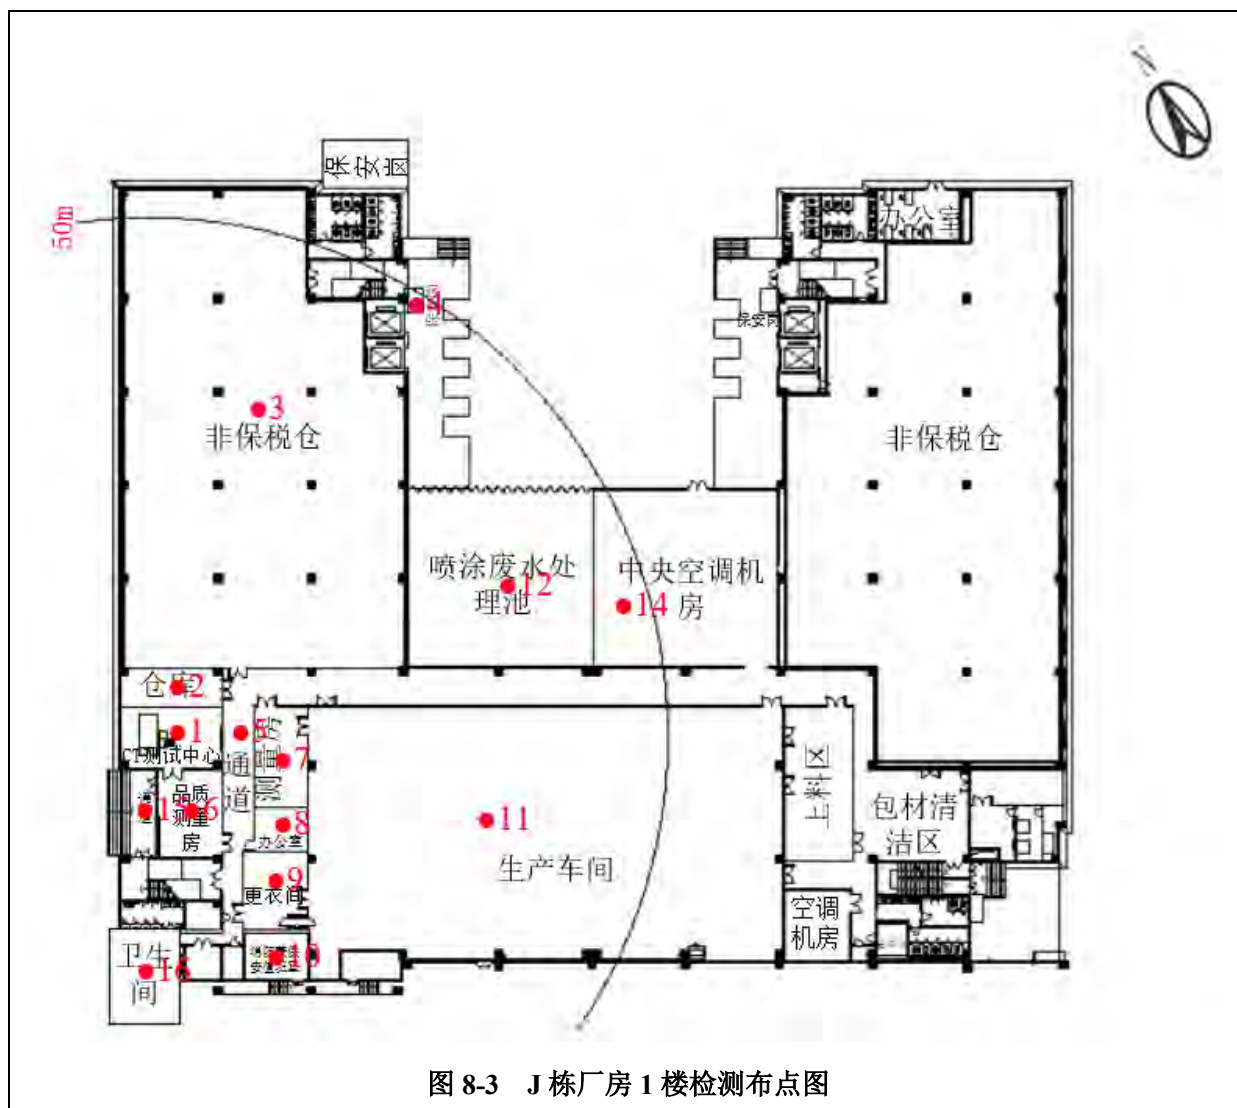 N
保安岗
50m
办公室
4
保安岗
3
非保税仓
非保税仓
喷涂废水处
理池
12
中央空调机
房
14
仓库
2
1
CT测试中心
5
通
道
测量房
7
15
品质
测量
房
6
8
办公室
上料区
包材清
洁区
11
生产车间
9
更衣间
空调
机房
10
卫生
间
16
图 8-3 J 栋厂房 1 楼检测布点图